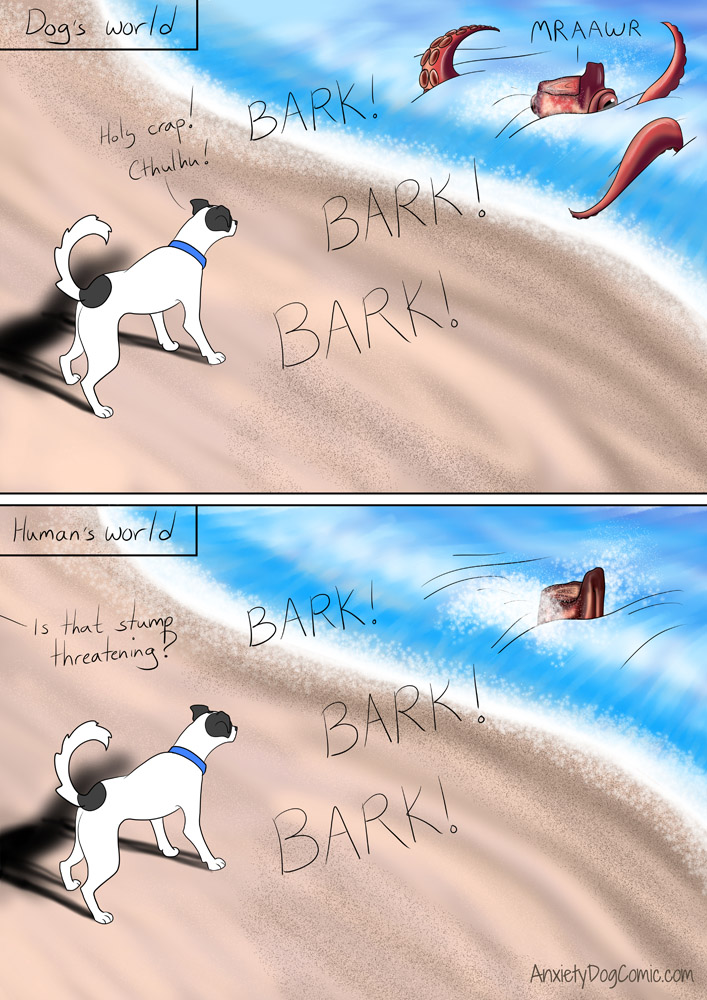 Dog's world
MRAAWR
BARK!
Holy crap!
Cthulhu!
BARK!
BARK!
Human's world
BARK!
Is that stump
threatening?
BARK!
BARK!
AnxietyDogComic.com